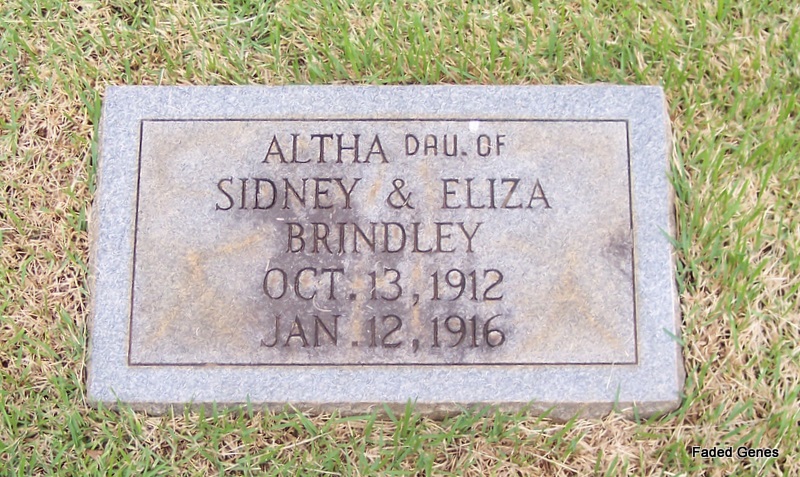 ALTHA DAU. OF
SIDNEY & ELIZA
BRINDLEY
OCT. 13, 1912
JAN. 12, 1916
Faded Genes